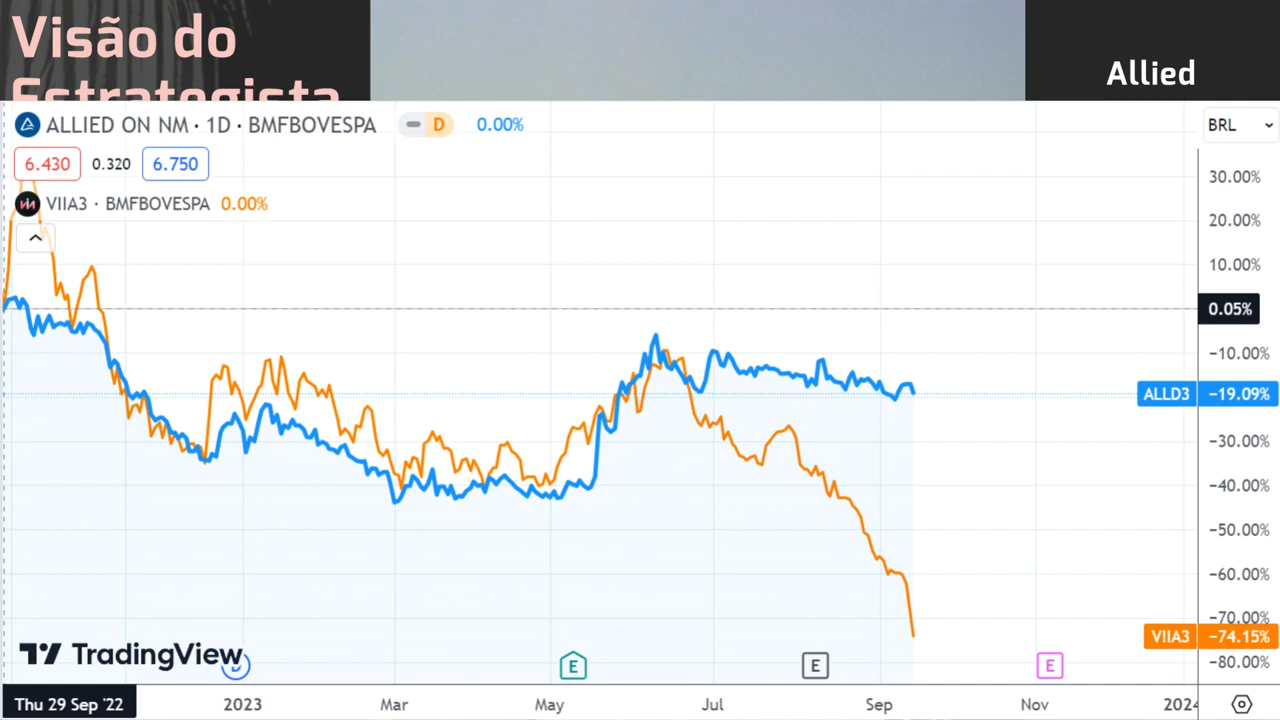 Visão do
Estrategista
Allied
ALLIED ON NM · 1D · BMFBOVESPA
D
0.00%
BRL
6.430
0.320
6.750
VIIA3 · BMFBOVESPA 0.00%
30.00%
20.00%
10.00%
0.05%
−10.00%
ALLD3 −19.09%
−30.00%
−40.00%
−50.00%
−60.00%
−70.00%
VIIA3 −74.15%
−80.00%
TradingView
D
E
E
E
Thu 29 Sep '22
2023
Mar
May
Jul
Sep
Nov
2024